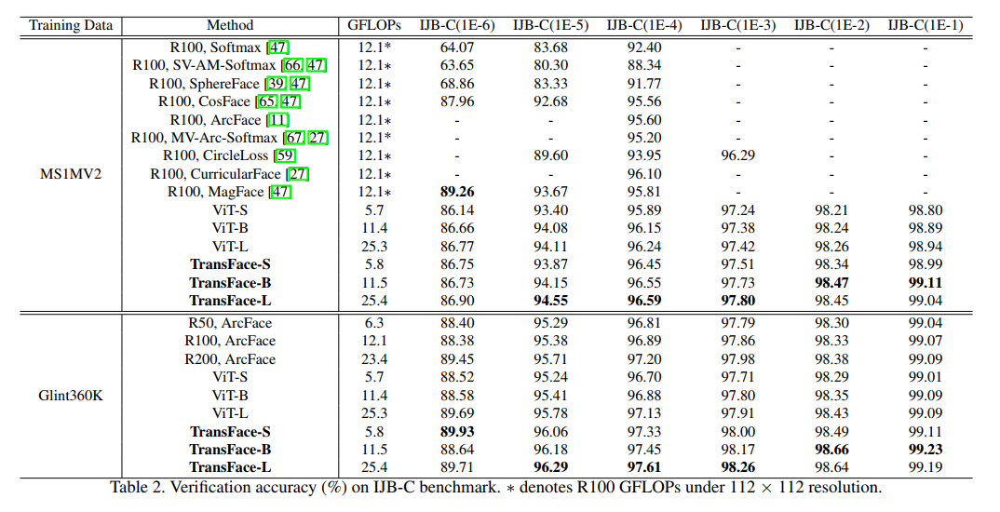 Training Data Method GFLOPs IJB-C(1E-6) IJB-C(1E-5) IJB-C(1E-4) IJB-C(1E-3) IJB-C(1E-2) IJB-C(1E-1)
R100, Softmax [47] 12.1* 64.07 83.68 92.40 - - -
R100, SV-AM-Softmax [66, 47] 12.1* 63.65 80.30 88.34 - - -
R100, SphereFace [39, 47] 12.1* 68.86 83.33 91.77 - - -
R100, CosFace [65, 47] 12.1* 87.96 92.68 95.56 - - -
R100, ArcFace [11] 12.1* - - 95.60 - - -
R100, MV-Arc-Softmax [67, 27] 12.1* - - 95.20 - - -
R100, CircleLoss [59] 12.1* - 89.60 93.95 96.29 - -
MS1MV2 R100, CurricularFace [27] 12.1* - - 96.10 - - -
R100, MagFace [47] 12.1* 89.26 93.67 95.81 - - -
ViT-S 5.7 86.14 93.40 95.89 97.24 98.21 98.80
ViT-B 11.4 86.66 94.08 96.15 97.38 98.24 98.89
ViT-L 25.3 86.77 94.11 96.24 97.42 98.26 98.94
TransFace-S 5.8 86.75 93.87 96.45 97.51 98.34 98.99
TransFace-B 11.5 86.73 94.15 96.55 97.73 98.47 99.11
TransFace-L 25.4 86.90 94.55 96.59 97.80 98.45 99.04
R50, ArcFace 6.3 88.40 95.29 96.81 97.79 98.30 99.04
R100, ArcFace 12.1 88.38 95.38 96.89 97.86 98.33 99.07
R200, ArcFace 23.4 89.45 95.71 97.20 97.98 98.38 99.09
ViT-S 5.7 88.52 95.24 96.70 97.71 98.29 99.01
Glint360K ViT-B 11.4 88.58 95.41 96.88 97.80 98.35 99.09
ViT-L 25.3 89.69 95.78 97.13 97.91 98.43 99.09
TransFace-S 5.8 89.93 96.06 97.33 98.00 98.49 99.11
TransFace-B 11.5 88.64 96.18 97.45 98.17 98.66 99.23
TransFace-L 25.4 89.71 96.29 97.61 98.26 98.64 99.19
Table 2. Verification accuracy (%) on IJB-C benchmark. * denotes R100 GFLOPs under 112 × 112 resolution.